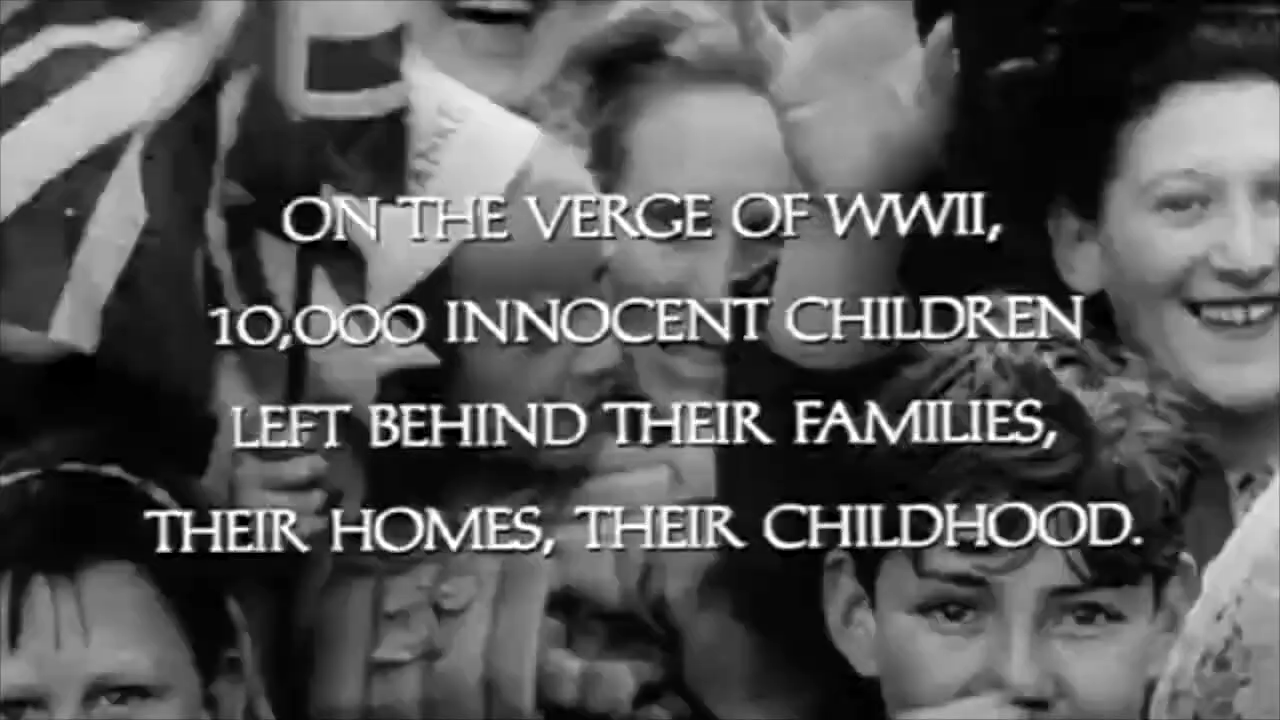 ON THE VERGE OF WWII,
10,000 INNOCENT CHILDREN
LEFT BEHIND THEIR FAMILIES,
THEIR HOMES, THEIR CHILDHOOD.